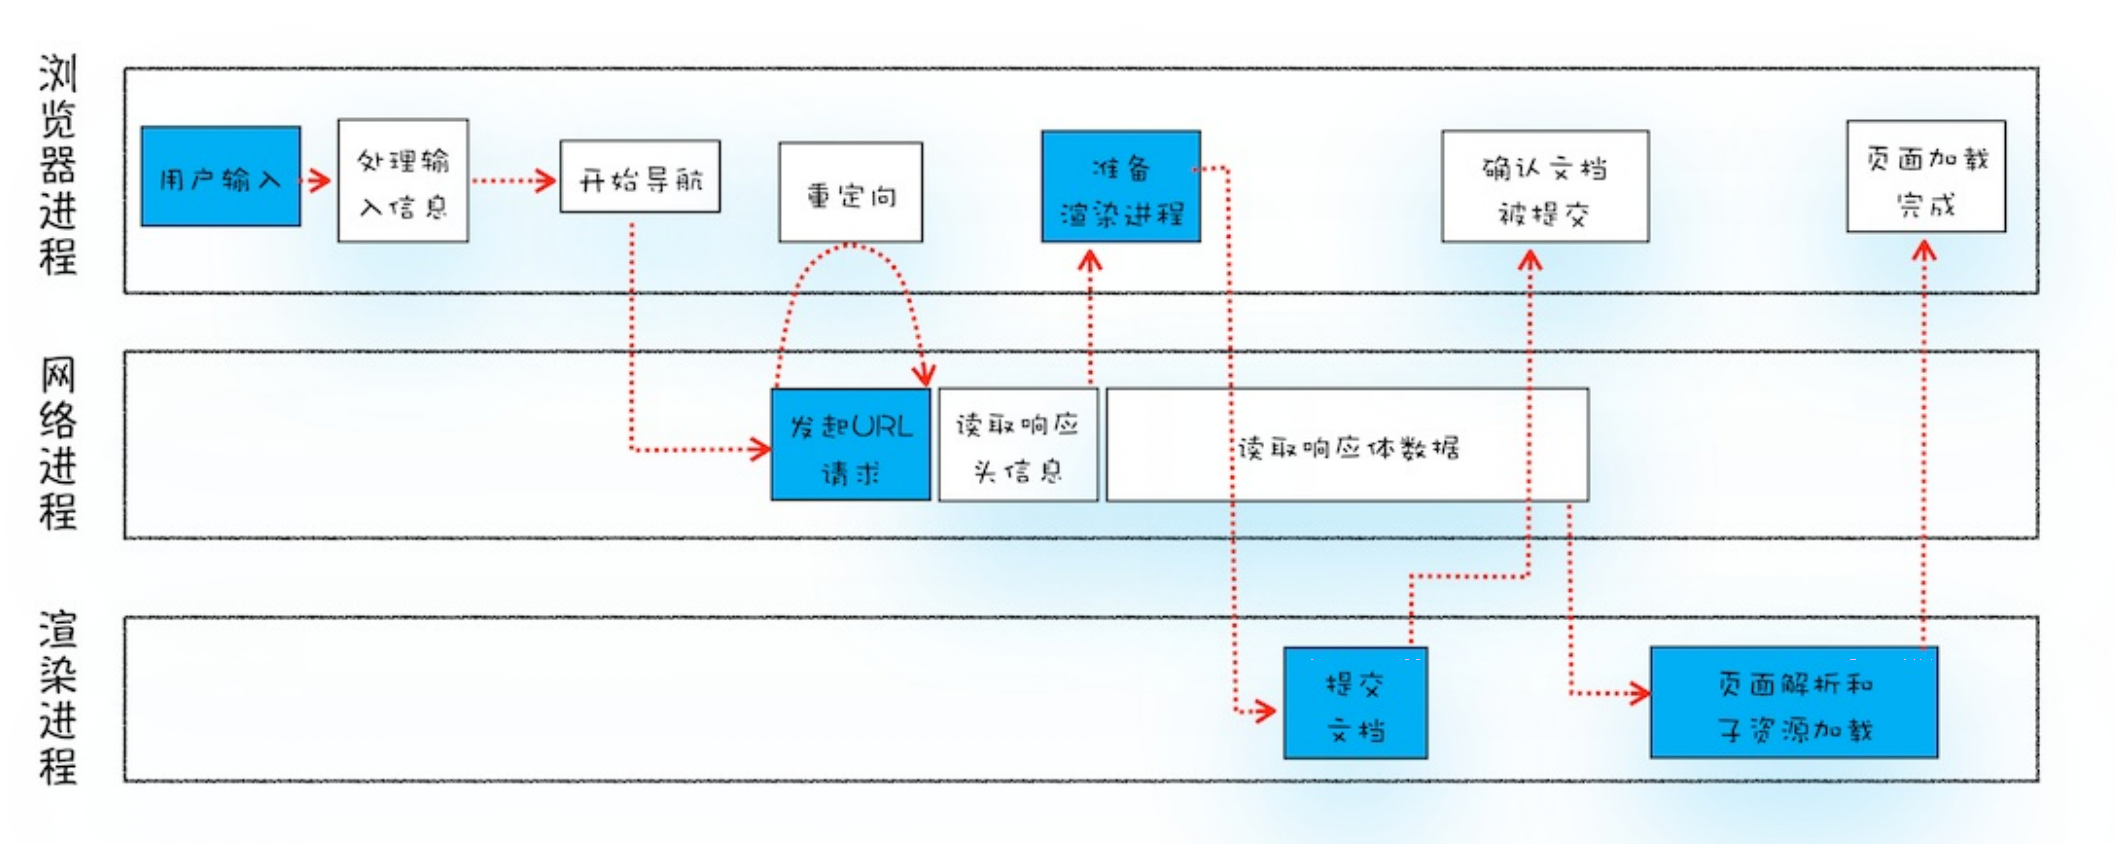 浏览器进程
用户输入
处理输
入信息
开始导航
重定向
准备
渲染进程
确认文档
被提交
页面加载
完成
网络进程
发起URL
请求
读取响应
头信息
读取响应体数据
渲染进程
提交
文档
页面解析和
子资源加载